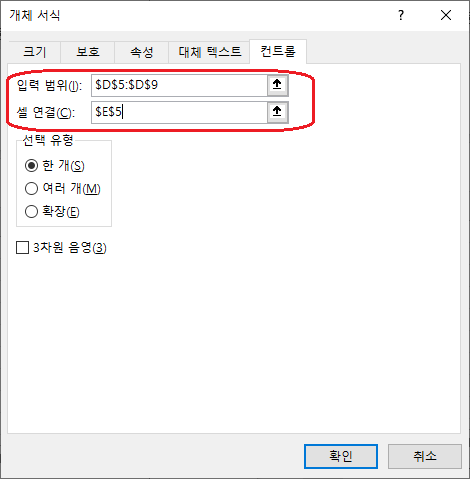 개체 서식
크기 보호 속성 대체 텍스트 컨트롤
입력 범위(I): $D$5:$D$9
셀 연결(C): $E$5
선택 유형
한 개(S)
여러 개(M)
확장(E)
3차원 음영(3)
확인 취소